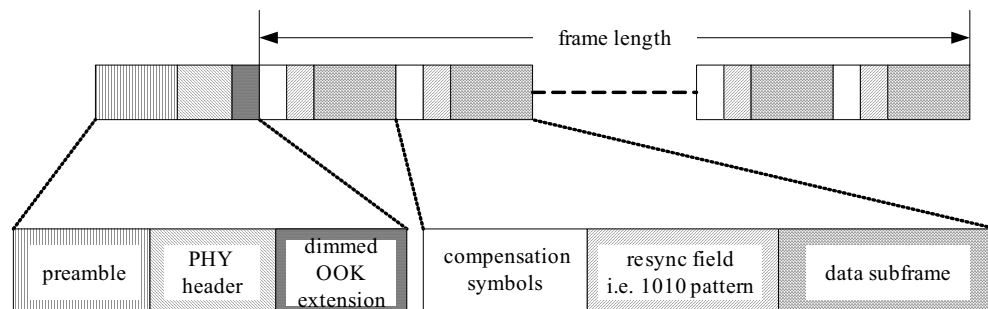 frame length
preamble
PHY
header
dimmed
OOK
extension
compensation
symbols
resync field
i.e. 1010 pattern
data subframe